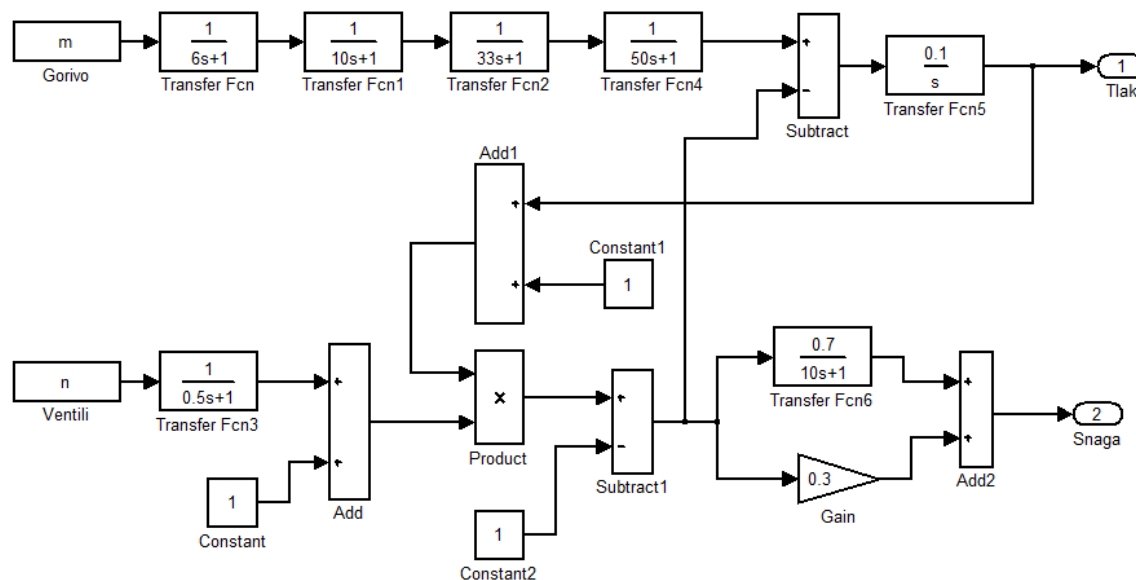 m
Gorivo
1
6s+1
Transfer Fcn
1
10s+1
Transfer Fcn1
1
33s+1
Transfer Fcn2
1
50s+1
Transfer Fcn4
+
−
Subtract
0.1
s
Transfer Fcn5
1
Tlak
Add1
+
+
Constant1
1
n
Ventili
1
0.5s+1
Transfer Fcn3
+
+
Add
1
Constant
×
Product
+
−
Subtract1
1
Constant2
0.7
10s+1
Transfer Fcn6
0.3
Gain
+
+
Add2
2
Snaga